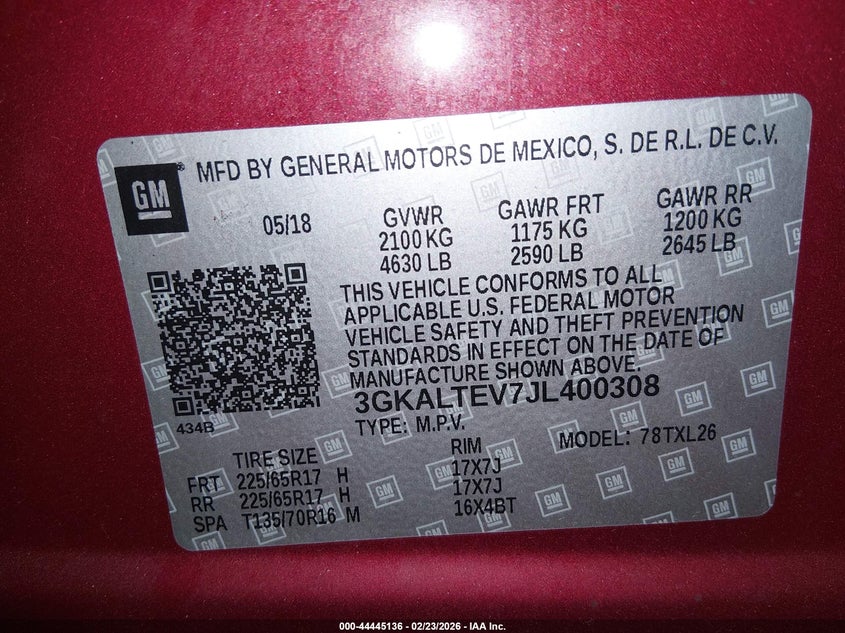 GM
MFD BY GENERAL MOTORS DE MEXICO, S. DE R.L. DE C.V.
05/18
GVWR
2100 KG
4630 LB
GAWR FRT
1175 KG
2590 LB
GAWR RR
1200 KG
2645 LB
THIS VEHICLE CONFORMS TO ALL
APPLICABLE U.S. FEDERAL MOTOR
VEHICLE SAFETY AND THEFT PREVENTION
STANDARDS IN EFFECT ON THE DATE OF
MANUFACTURE SHOWN ABOVE.
3GKALTEV7JL400308
434B
TYPE: M.P.V.
MODEL: 78TXL26
TIRE SIZE RIM
FRT 225/65R17 H 17X7J
RR 225/65R17 H 17X7J
SPA T135/70R16 M 16X4BT
000-44445136 - 02/23/2026 - IAA Inc.